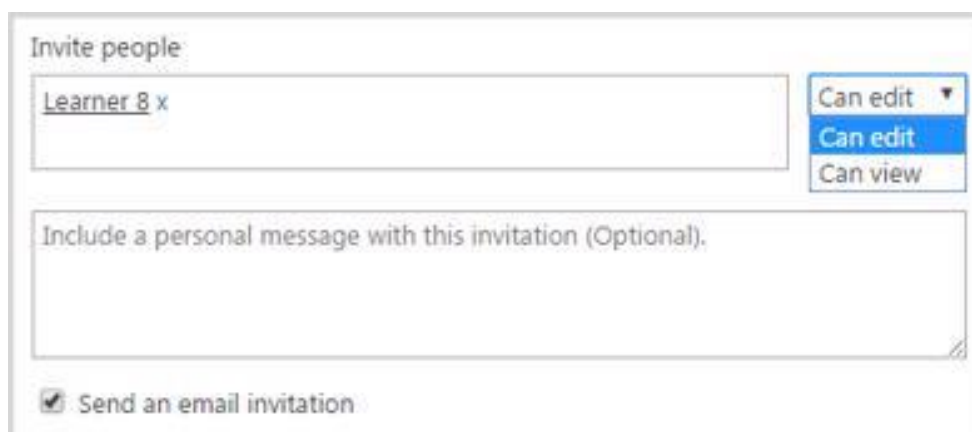 Invite people
Learner 8 x
Can edit
Can edit
Can view
Include a personal message with this invitation (Optional).
Send an email invitation